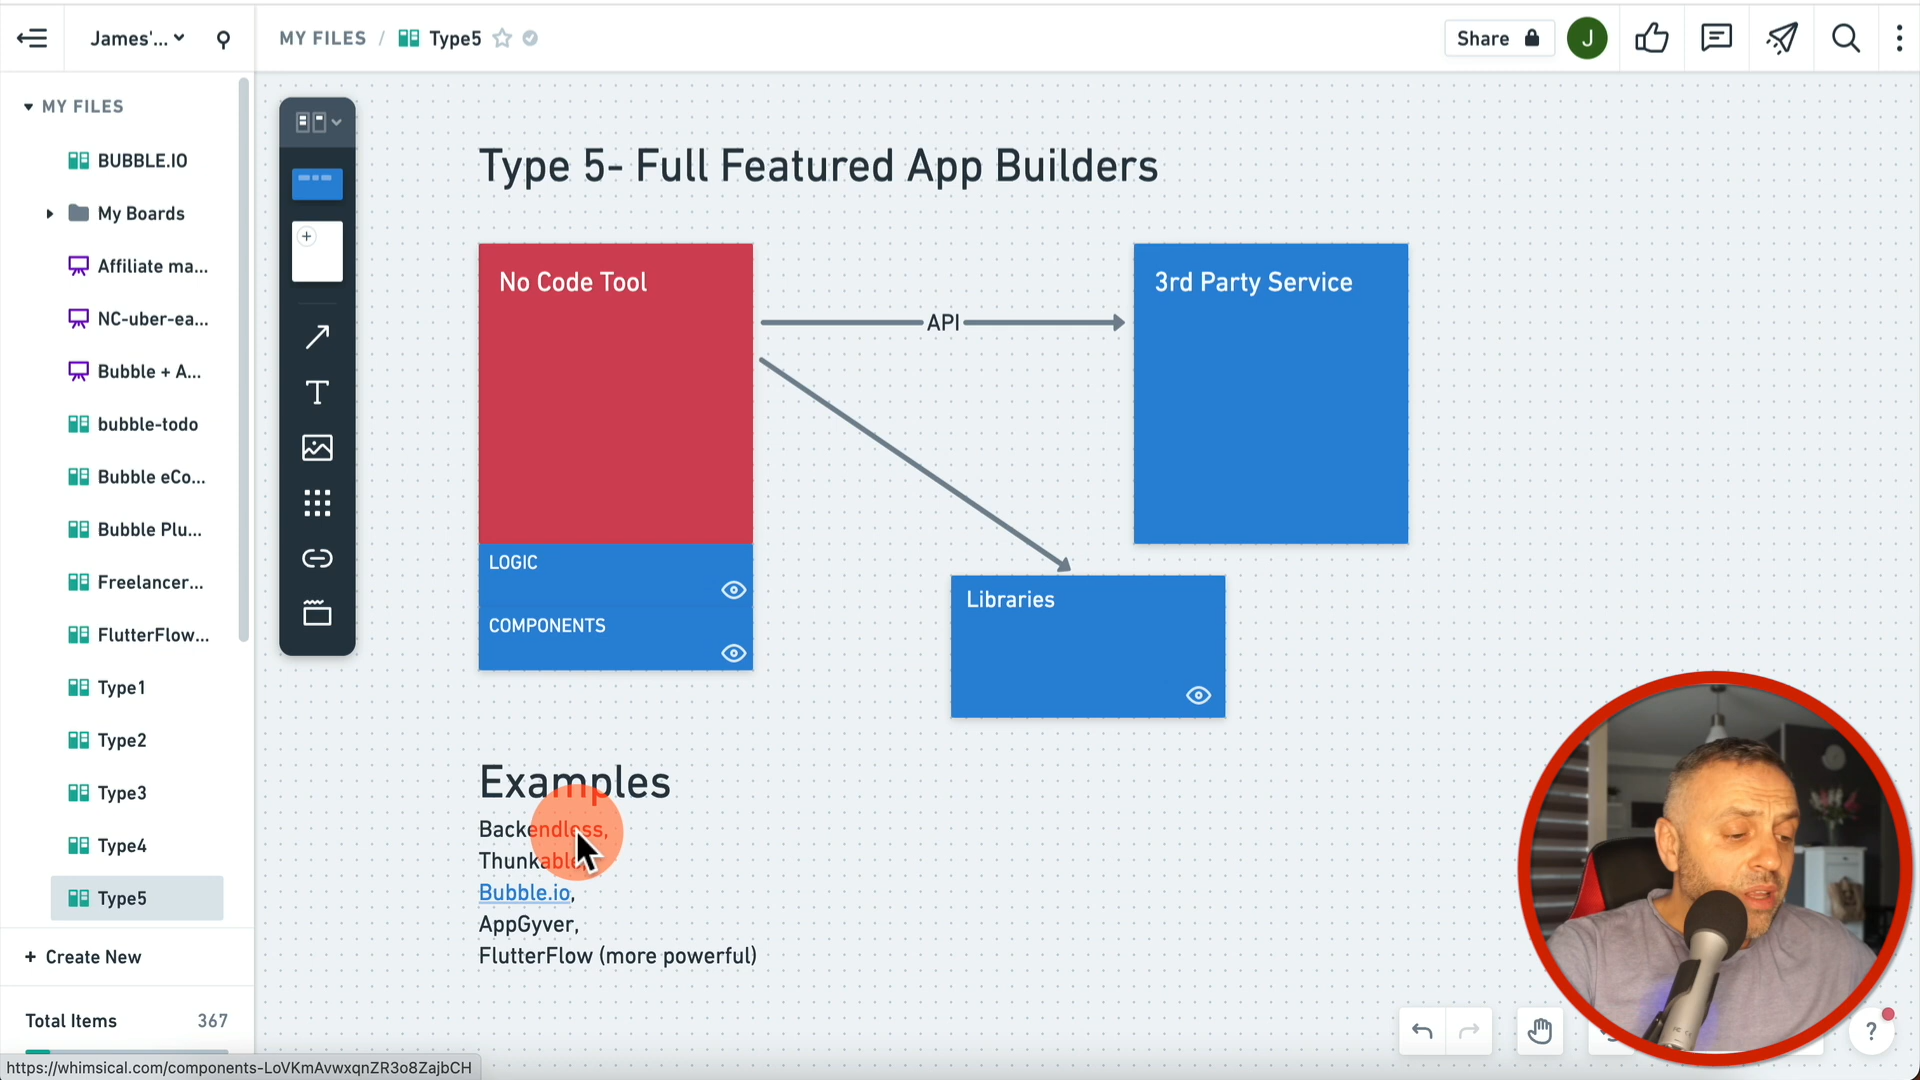 James'...
MY FILES / Type5
Share
J
MY FILES
BUBBLE.IO
My Boards
Affiliate ma...
NC-uber-ea...
Bubble + A...
bubble-todo
Bubble eCo...
Bubble Plu...
Freelancer...
FlutterFlow...
Type1
Type2
Type3
Type4
Type5
+ Create New
Total Items 367
https://whimsical.com/components-LoVKmAvwxqnZR3o8ZajbCH
Type 5- Full Featured App Builders
No Code Tool
API
3rd Party Service
LOGIC
COMPONENTS
Libraries
Examples
Backendless,
Thunkable,
Bubble.io,
AppGyver,
FlutterFlow (more powerful)
?